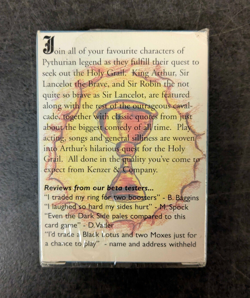 Join all of your favourite characters of
Pythurian legend as they fulfill their quest to
seek out the Holy Grail. King Arthur, Sir
Lancelot the Brave, and Sir Robin the not
quite so brave as Sir Lancelot, are featured
along with the rest of the outrageous caval-
cade, together with classic scenes from just
about the biggest comedy of all time. Play
acting, songs and general silliness are woven
into Arthur's hilarious quest for the Holy
Grail. All done in the quality you've come to
expect from Kenzer & Company.
Reviews from our beta testers...
"I traded my ring for two boosters" - B. Baggins
"I laughed so hard my sides hurt" - M. Spock
"Even the Dark Side pales compared to this
card game" - D. Vader
"I'd trade a Black Lotus and two Moxes just for
a chance to play" - name and address withheld